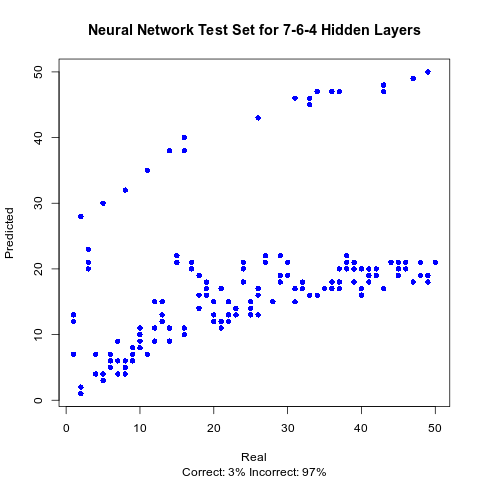 Neural Network Test Set for 7-6-4 Hidden Layers
50
40
30
20
10
0
Predicted
0 10 20 30 40 50
Real
Correct: 3% Incorrect: 97%